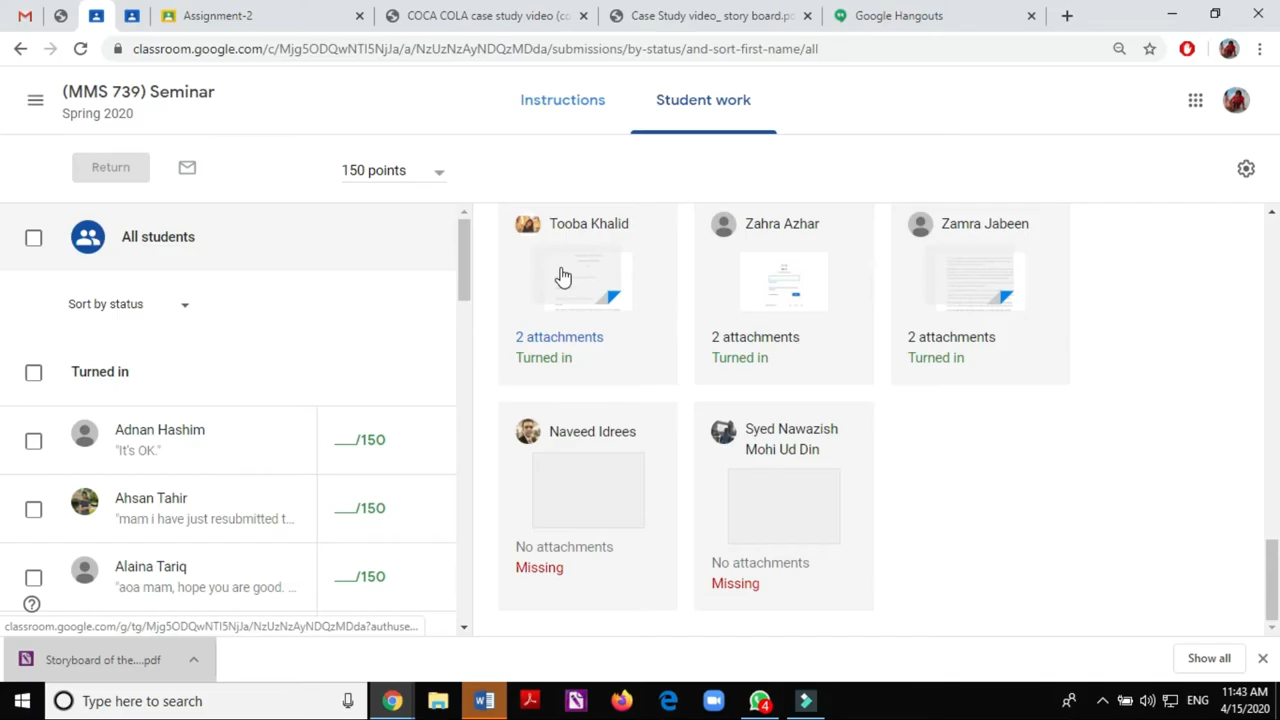 Assignment-2
COCA COLA case study video (co
Case Study video_ story board.po
Google Hangouts
classroom.google.com/c/Mjg5ODQwNTI5NjJa/a/NzUzNzAyNDQzMDda/submissions/by-status/and-sort-first-name/all
(MMS 739) Seminar
Spring 2020
Instructions
Student work
Return
150 points
All students
Sort by status
Turned in
Adnan Hashim
"It's OK."
___/150
Ahsan Tahir
"mam i have just resubmitted t...
___/150
Alaina Tariq
"aoa mam, hope you are good. ...
___/150
Tooba Khalid
2 attachments
Turned in
Zahra Azhar
2 attachments
Turned in
Zamra Jabeen
2 attachments
Turned in
Naveed Idrees
No attachments
Missing
Syed Nawazish
Mohi Ud Din
No attachments
Missing
classroom.google.com/g/tg/Mjg5ODQwNTI5NjJa/NzUzNzAyNDQzMDda?authuse...
Storyboard of the....pdf
Show all
Type here to search
4
ENG
11:43 AM
4/15/2020